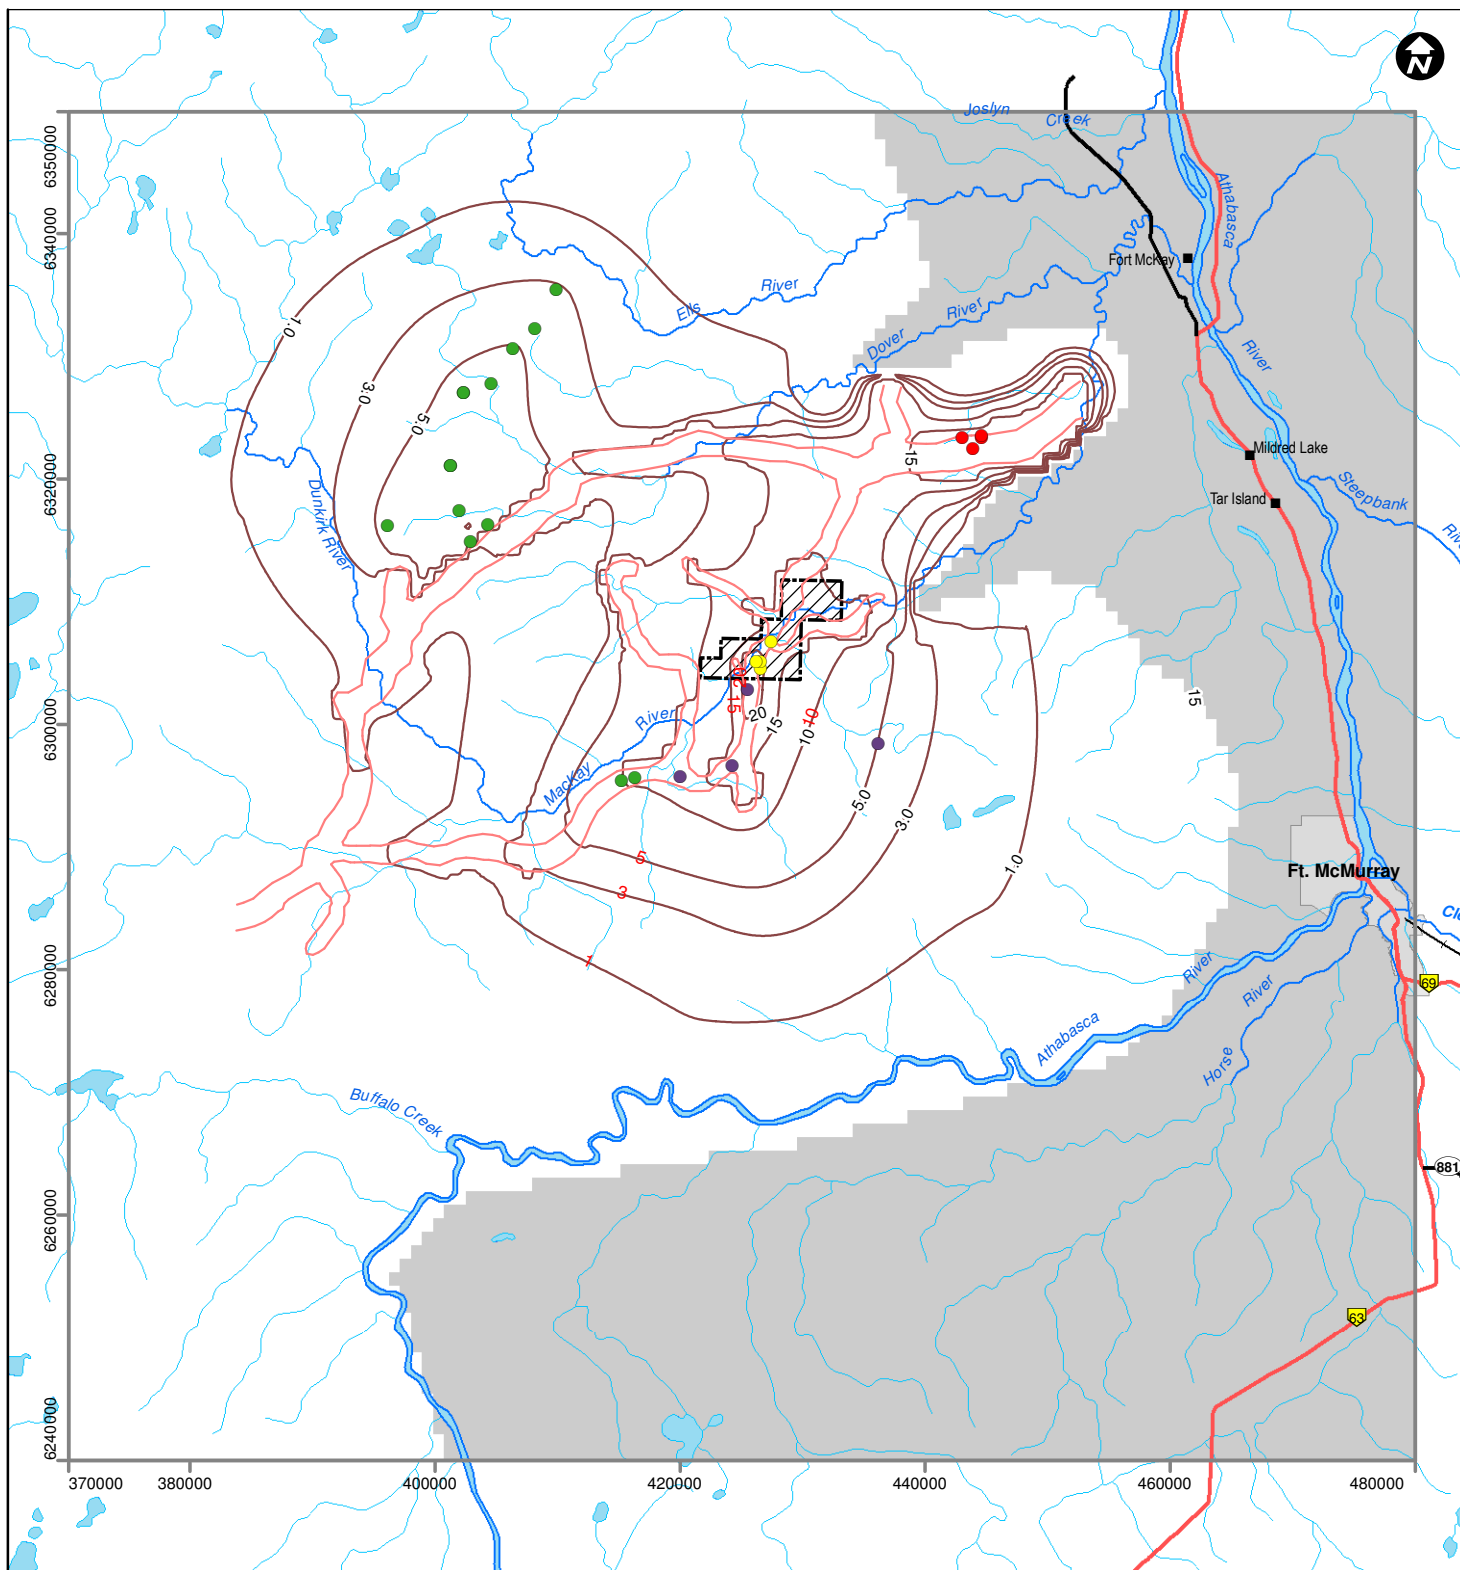 N
Joslyn
Creek
6350000
Athabasca
6340000
Fort McKay
River
Ells
River
Dover
River
1.0
3.0
5.0
15
Mildred Lake
Steepbank
Tar Island
6320000
Dunkirk River
15
20
15
10
10
20
15
River
6300000
MacKay
5.0
3.0
1.0
5
3
1
Ft. McMurray
6280000
River
River
69
Athabasca
Horse
Buffalo Creek
881
6260000
63
6240000
370000
380000
400000
420000
440000
460000
480000